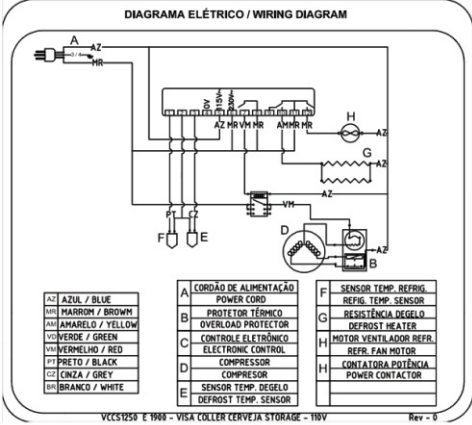 DIAGRAMA ELÉTRICO / WIRING DIAGRAM
A
AZ
MR
0V
115V~
230V~
AZ MR VM MR AM MR MR
H
AZ
G
AZ
AZ
VM
PT
CZ
F
E
D
AZ
B
AZ AZUL / BLUE
MR MARROM / BROWM
AM AMARELO / YELLOW
VD VERDE / GREEN
VM VERMELHO / RED
PT PRETO / BLACK
CZ CINZA / GREY
BR BRANCO / WHITE
A CORDÃO DE ALIMENTAÇÃO
POWER CORD
B PROTETOR TÉRMICO
OVERLOAD PROTECTOR
C CONTROLE ELETRÔNICO
ELECTRONIC CONTROL
D COMPRESSOR
COMPRESOR
E SENSOR TEMP. DEGELO
DEFROST TEMP. SENSOR
F SENSOR TEMP. REFRIG.
REFIG. TEMP. SENSOR
G RESISTÊNCIA DEGELO
DEFROST HEATER
H MOTOR VENTILADOR REFR.
REFR. FAN MOTOR
H CONTATORA POTÊNCIA
POWER CONTACTOR
VCCS1250 E 1900 - VISA COLLER CERVEJA STORAGE - 110V
Rev - 0